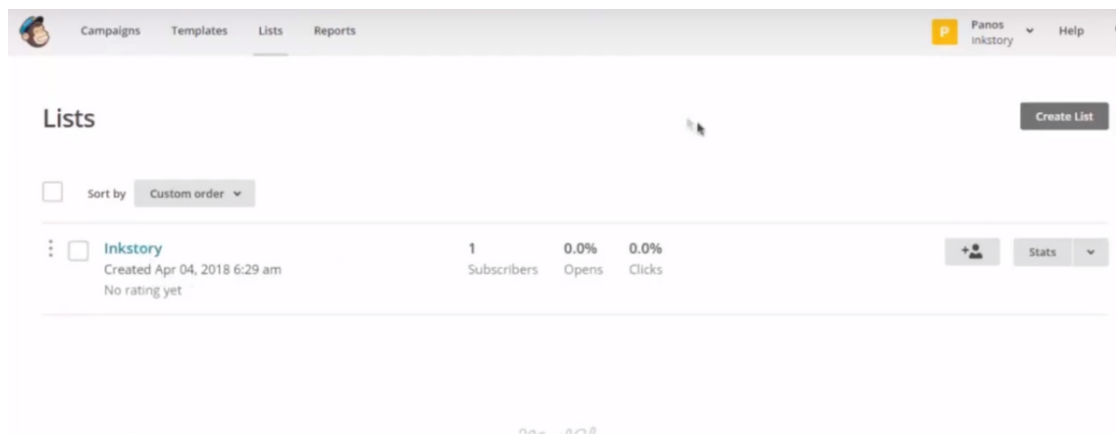 Campaigns Templates Lists Reports
P Panos Help
Inkstory
Lists
Create List
Sort by Custom order
Inkstory 1 0.0% 0.0% Stats
Created Apr 04, 2018 6:29 am Subscribers Opens Clicks
No rating yet